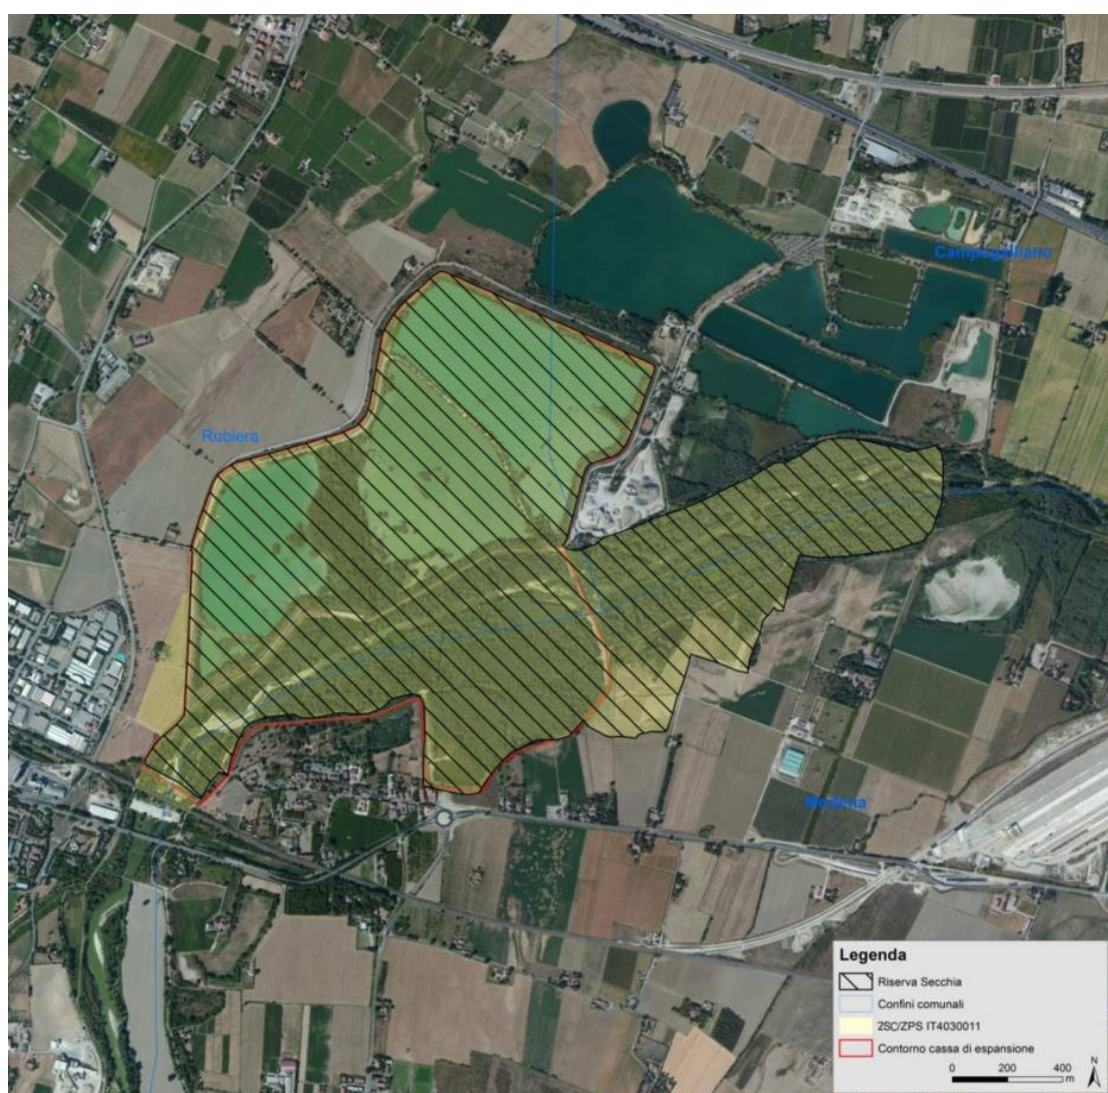 Campogalliano
Rubiera
Modena
Legenda
Riserva Secchia
Confini comunali
ZSC/ZPS IT4030011
Contorno cassa di espansione
0 200 400
m
N